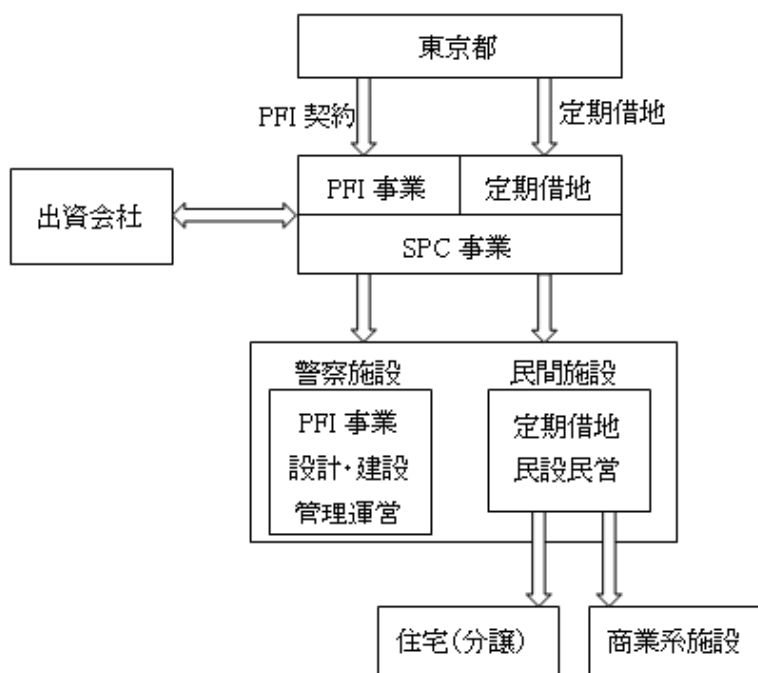 東京都
PFI 契約
定期借地
PFI 事業
定期借地
出資会社
SPC 事業
警察施設
民間施設
PFI 事業
設計・建設
管理運営
定期借地
民設民営
住宅(分譲)
商業系施設